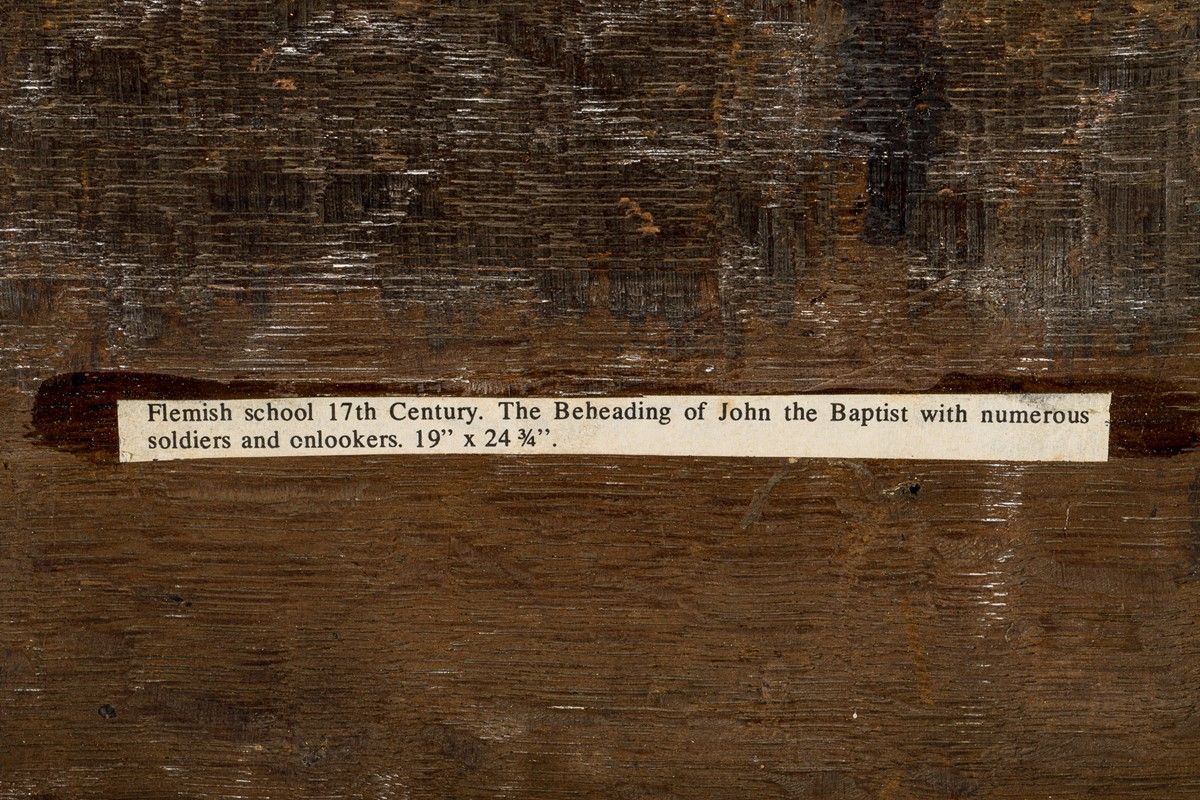 Flemish school 17th Century. The Beheading of John the Baptist with numerous
soldiers and onlookers. 19” x 24 ¾”.